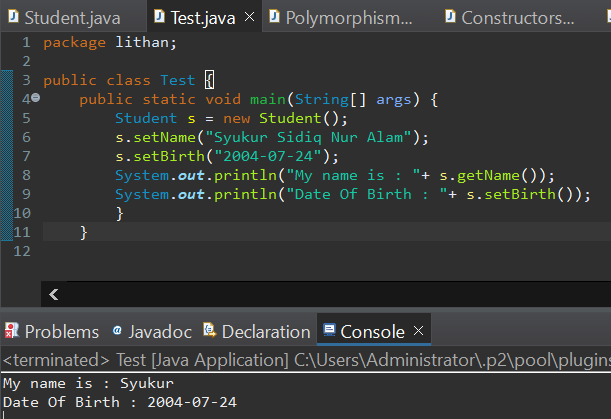 Student.java Test.java Polymorphism... Constructors...
1 package lithan;
2
3 public class Test {
4 public static void main(String[] args) {
5 Student s = new Student();
6 s.setName("Syukur Sidiq Nur Alam");
7 s.setBirth("2004-07-24");
8 System.out.println("My name is : "+ s.getName());
9 System.out.println("Date Of Birth : "+ s.setBirth());
10 }
11 }
12
Problems Javadoc Declaration Console
<terminated> Test [Java Application] C:\Users\Administrator\.p2\pool\plugins
My name is : Syukur
Date Of Birth : 2004-07-24